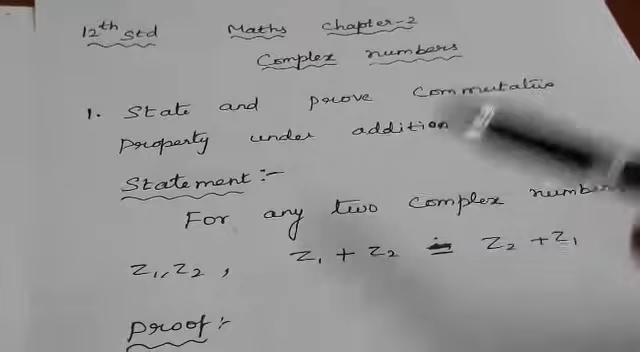 12th Std Maths Chapter-2
Complex numbers
1. State and prove Commutative
Property under addition
Statement:-
For any two Complex numbers
Z₁, Z₂, Z₁ + Z₂ = Z₂ + Z₁
Proof:-